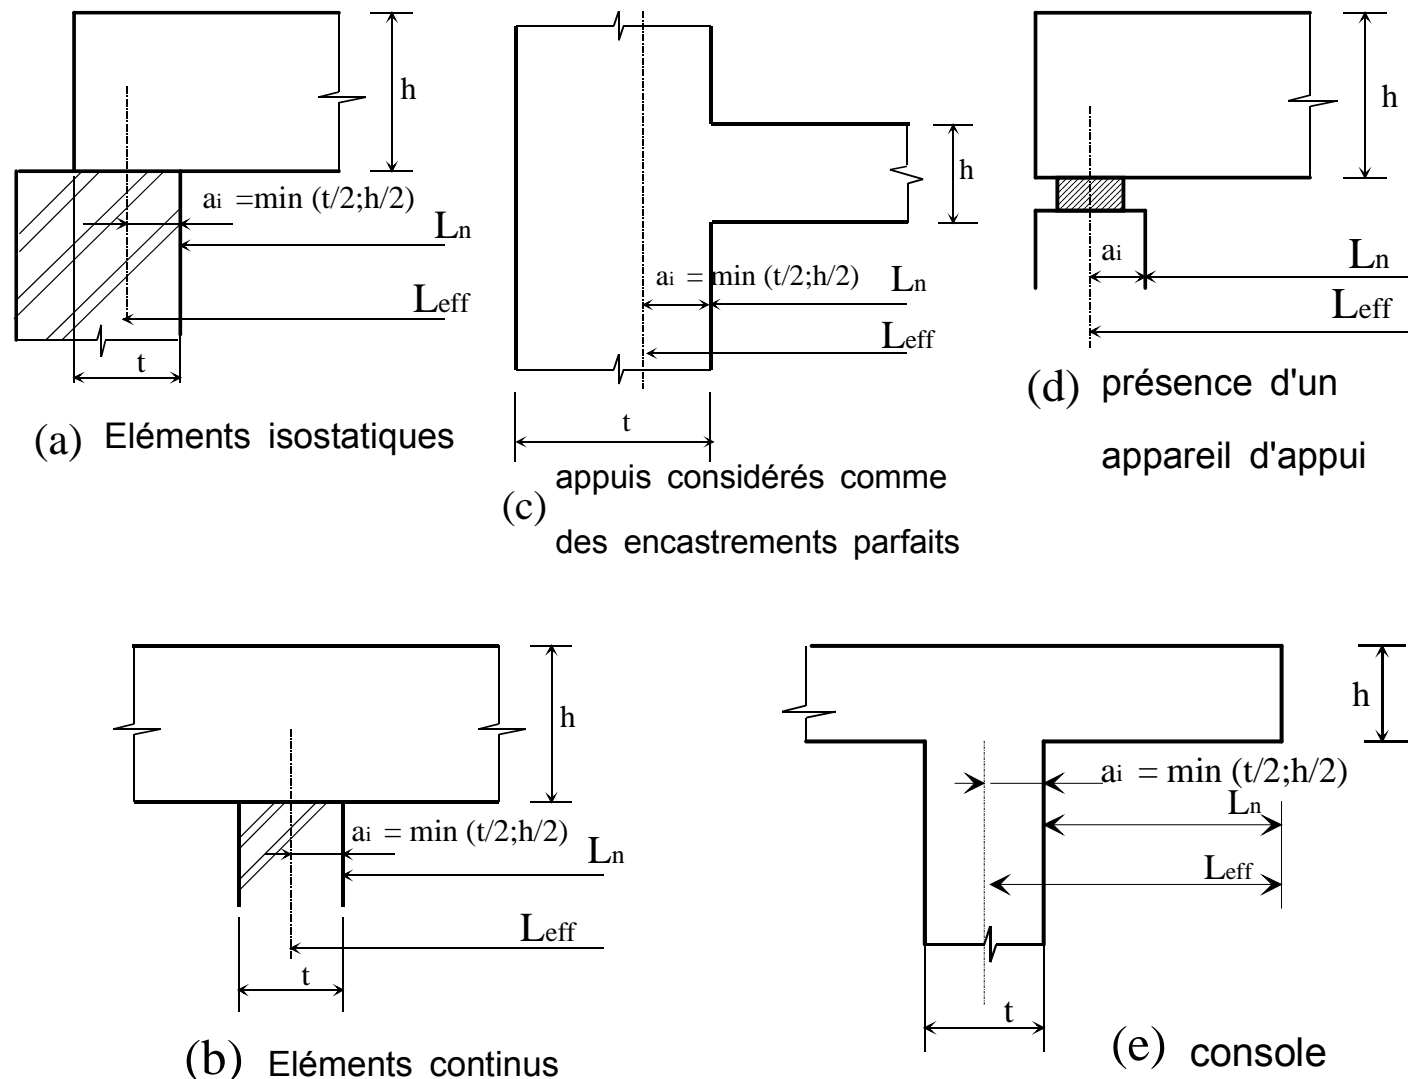 h
ai =min (t/2;h/2)
Ln
Leff
t
(a) Eléments isostatiques
h
ai = min (t/2;h/2)
Ln
Leff
t
(c) appuis considérés comme
des encastrements parfaits
h
ai
Ln
Leff
(d) présence d'un
appareil d'appui
h
ai = min (t/2;h/2)
Ln
Leff
t
(b) Eléments continus
h
ai = min (t/2;h/2)
Ln
Leff
t
(e) console